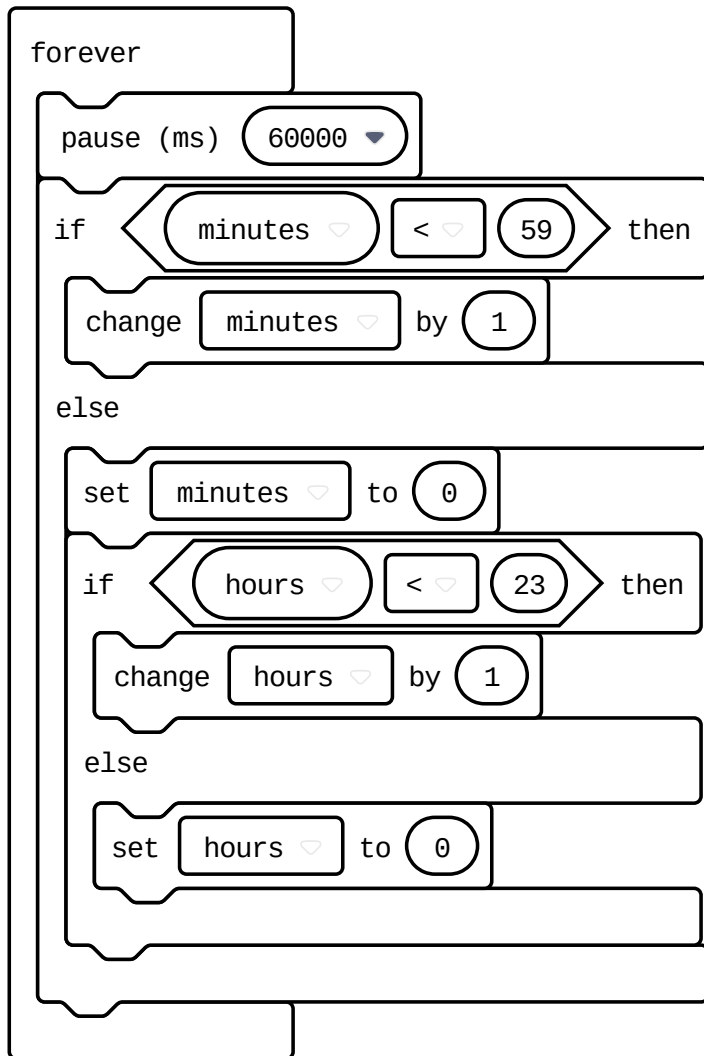 forever
pause (ms) 60000
if minutes < 59 then
change minutes by 1
else
set minutes to 0
if hours < 23 then
change hours by 1
else
set hours to 0